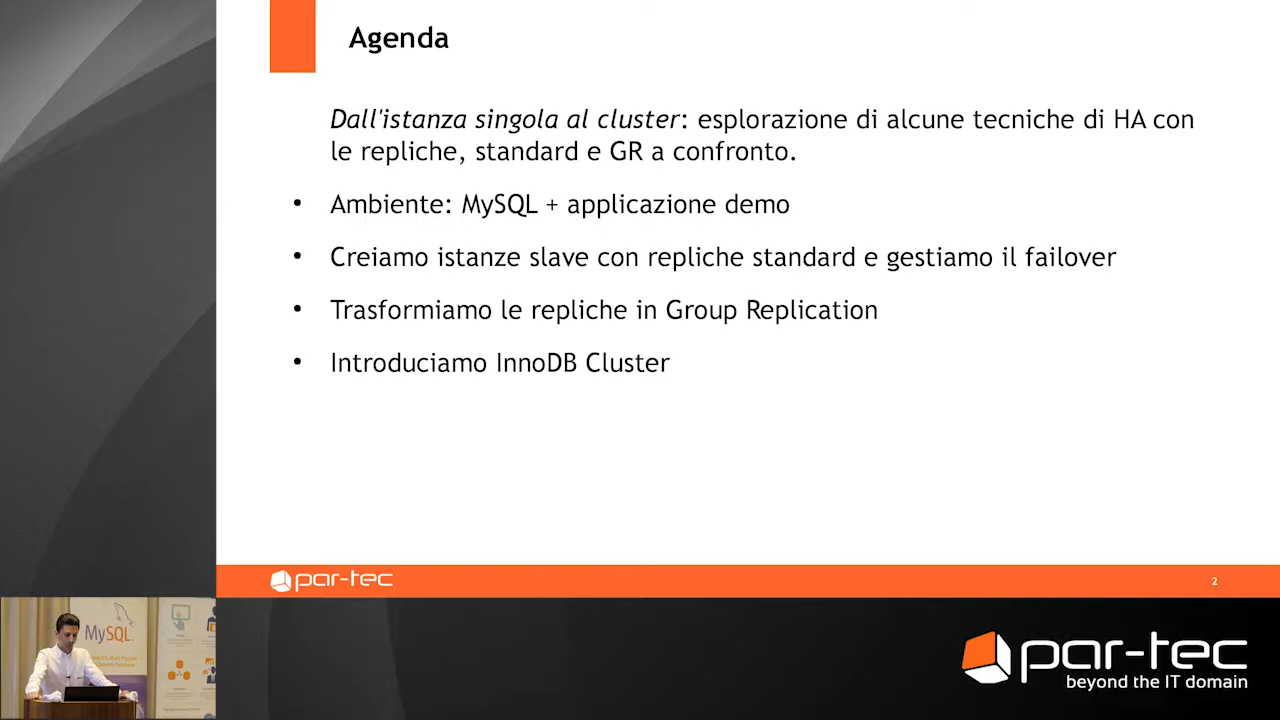 Agenda
Dall'istanza singola al cluster: esplorazione di alcune tecniche di HA con
le repliche, standard e GR a confronto.
• Ambiente: MySQL + applicazione demo
• Creiamo istanze slave con repliche standard e gestiamo il failover
• Trasformiamo le repliche in Group Replication
• Introduciamo InnoDB Cluster
par-tec
2
MySQL
par-tec
beyond the IT domain